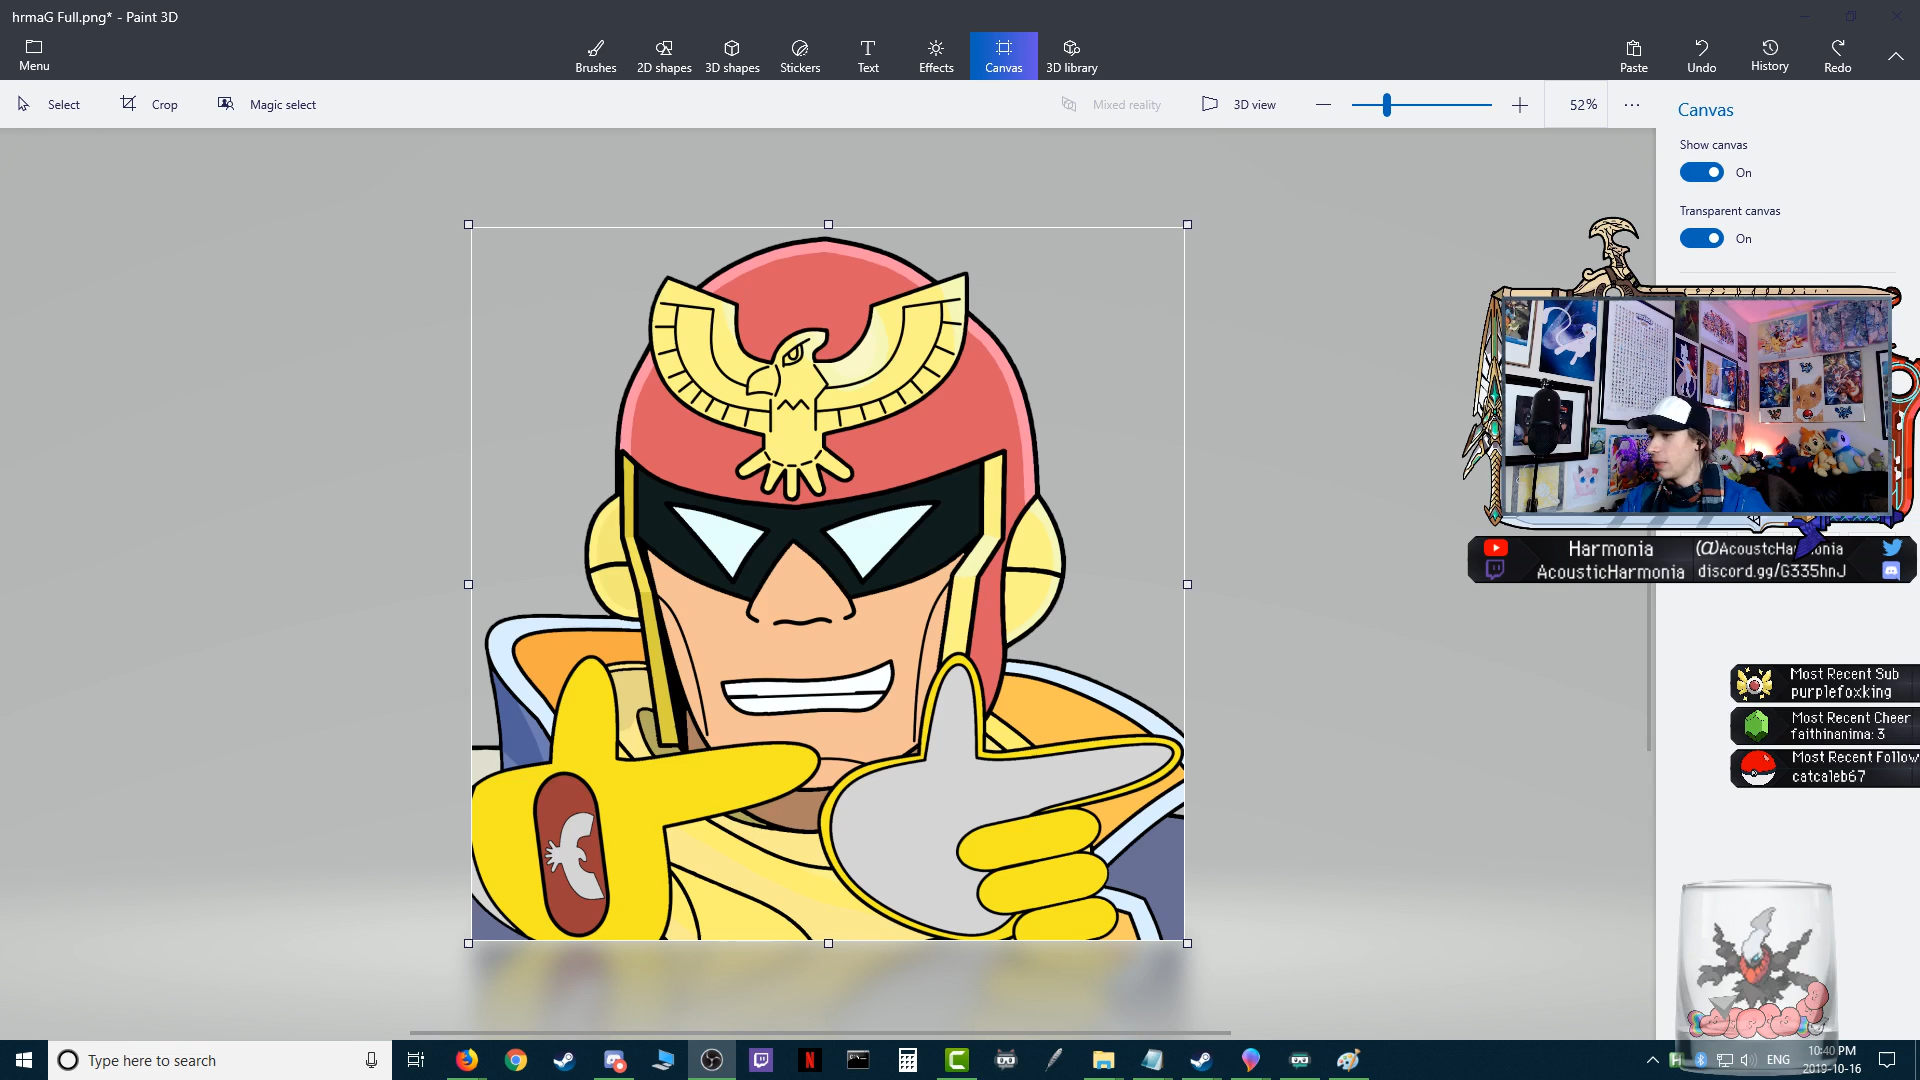 hrmaG Full.png* - Paint 3D
Menu
Brushes
2D shapes
3D shapes
Stickers
Text
Effects
Canvas
3D library
Paste
Undo
History
Redo
Select
Crop
Magic select
Mixed reality
3D view
52%
Canvas
Show canvas
On
Transparent canvas
On
Harmonia
AcousticHarmonia
discord.gg/G335hnJ
Most Recent Sub
purplefoxking
Most Recent Cheer
faithinanima: 3
Most Recent Follow
catcaleb67
Type here to search
ENG
10:40 PM
2019-10-16